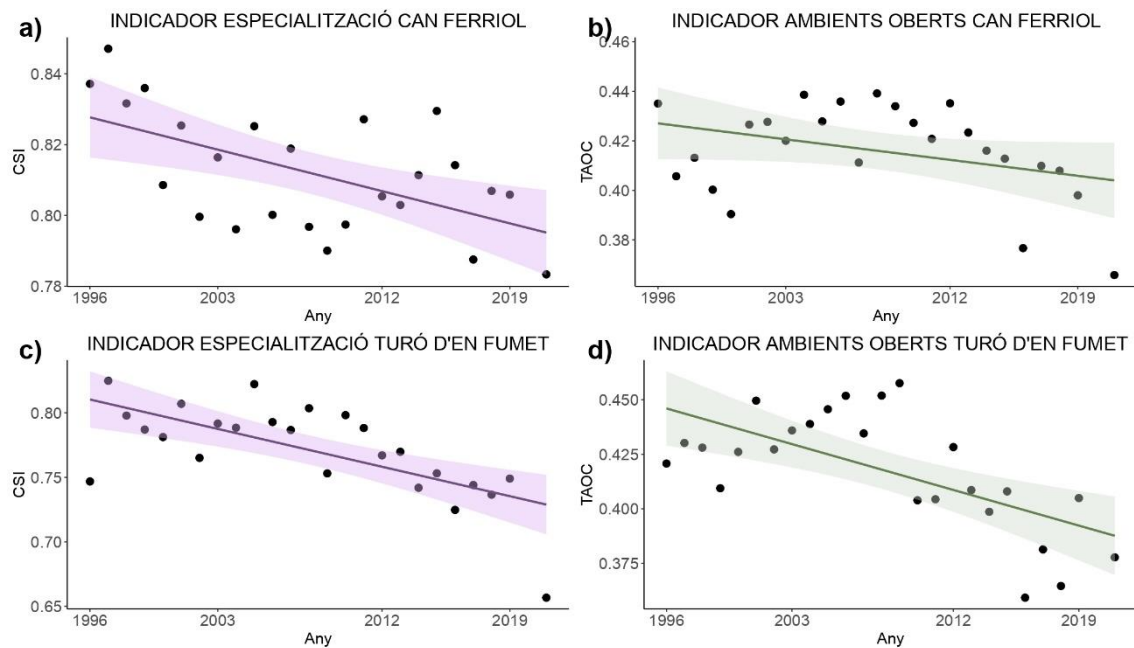 a) INDICADOR ESPECIALITZACIÓ CAN FERRIOL
0.84
0.82
0.80
0.78
CSI
1996 2003 2012 2019
Any
b) INDICADOR AMBIENTS OBERTS CAN FERRIOL
0.46
0.44
0.42
0.40
0.38
TAOC
1996 2003 2012 2019
Any
c) INDICADOR ESPECIALITZACIÓ TURÓ D'EN FUMET
0.80
0.75
0.70
0.65
CSI
1996 2003 2012 2019
Any
d) INDICADOR AMBIENTS OBERTS TURÓ D'EN FUMET
0.450
0.425
0.400
0.375
TAOC
1996 2003 2012 2019
Any